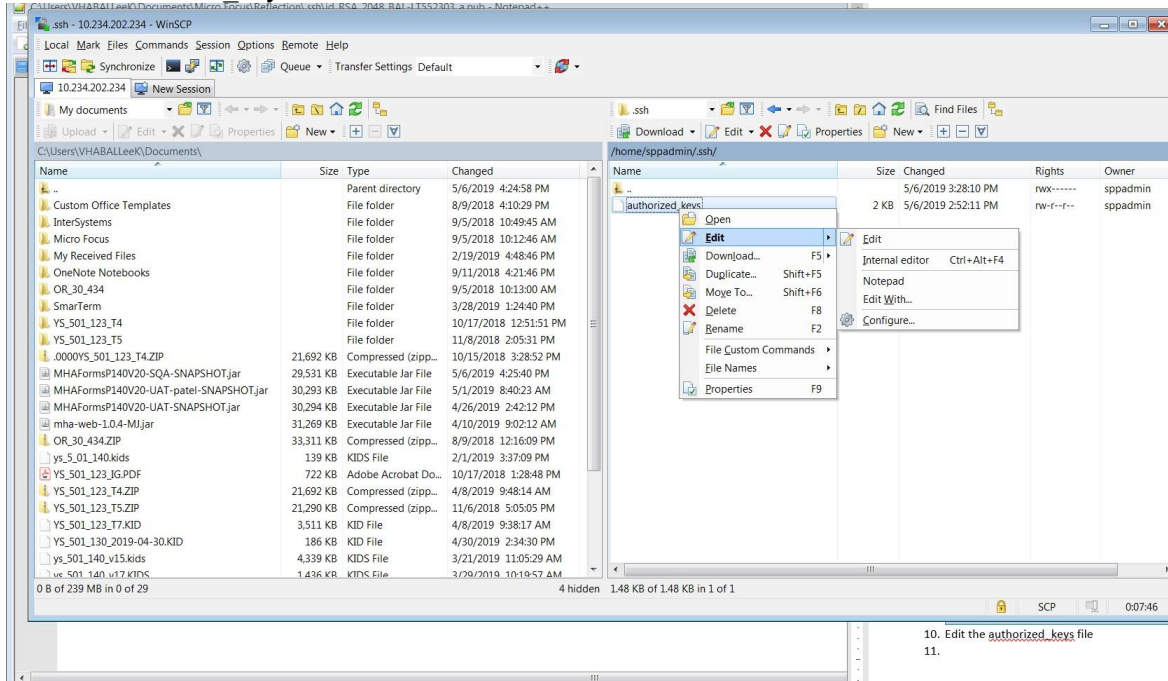 C:\Users\VHABALLeeK\Documents\Micro Focus\Reflection\.ssh\id_RSA_2048_BAL-LT552303_a.pub - Notepad++
.ssh - 10.234.202.234 - WinSCP
Local Mark Files Commands Session Options Remote Help
Synchronize Queue Transfer Settings Default
10.234.202.234 New Session
My documents .ssh Find Files
Upload Edit Properties New Download Edit Properties New
C:\Users\VHABALLeeK\Documents\ /home/sppadmin/.ssh/
Name Size Type Changed Name Size Changed Rights Owner
.. Parent directory 5/6/2019 4:24:58 PM .. 5/6/2019 3:28:10 PM rwx------ sppadmin
Custom Office Templates File folder 8/9/2018 4:10:29 PM authorized_keys 2 KB 5/6/2019 2:52:11 PM rw-r--r-- sppadmin
InterSystems File folder 9/5/2018 10:49:45 AM Open
Micro Focus File folder 9/5/2018 10:12:46 AM Edit Edit
My Received Files File folder 2/19/2019 4:48:46 PM Download... F5 Internal editor Ctrl+Alt+F4
OneNote Notebooks File folder 9/11/2018 4:21:46 PM Duplicate... Shift+F5 Notepad
OR_30_434 File folder 9/5/2018 10:13:00 AM Move To... Shift+F6 Edit With...
SmarTerm File folder 3/28/2019 1:24:40 PM Delete F8 Configure...
YS_501_123_T4 File folder 10/17/2018 12:51:51 PM Rename F2
YS_501_123_T5 File folder 11/8/2018 2:05:31 PM File Custom Commands
.0000YS_501_123_T4.ZIP 21,692 KB Compressed (zipp... 10/15/2018 3:28:52 PM File Names
MHAFormsP140V20-SQA-SNAPSHOT.jar 29,531 KB Executable Jar File 5/6/2019 4:25:40 PM Properties F9
MHAFormsP140V20-UAT-patel-SNAPSHOT.jar 30,293 KB Executable Jar File 5/1/2019 8:40:23 AM
MHAFormsP140V20-UAT-SNAPSHOT.jar 30,294 KB Executable Jar File 4/26/2019 2:42:12 PM
mha-web-1.0.4-MJ.jar 31,269 KB Executable Jar File 4/10/2019 9:02:12 AM
OR_30_434.ZIP 33,311 KB Compressed (zipp... 8/9/2018 12:16:09 PM
ys_5_01_140.kids 139 KB KIDS File 2/1/2019 3:37:09 PM
YS_501_123_IG.PDF 722 KB Adobe Acrobat Do... 10/17/2018 1:28:48 PM
YS_501_123_T4.ZIP 21,692 KB Compressed (zipp... 4/8/2019 9:48:14 AM
YS_501_123_T5.ZIP 21,290 KB Compressed (zipp... 11/6/2018 5:05:05 PM
YS_501_123_T7.KID 3,511 KB KID File 4/8/2019 9:38:17 AM
YS_501_130_2019-04-30.KID 186 KB KID File 4/30/2019 2:34:30 PM
ys_501_140_v15.kids 4,339 KB KIDS File 3/21/2019 11:05:29 AM
ys_501_140_v17.KIDS 1,436 KB KIDS File 3/29/2019 10:19:57 AM
0 B of 239 MB in 0 of 29 4 hidden 1.48 KB of 1.48 KB in 1 of 1
SCP 0:07:46
10. Edit the authorized_keys file
11.